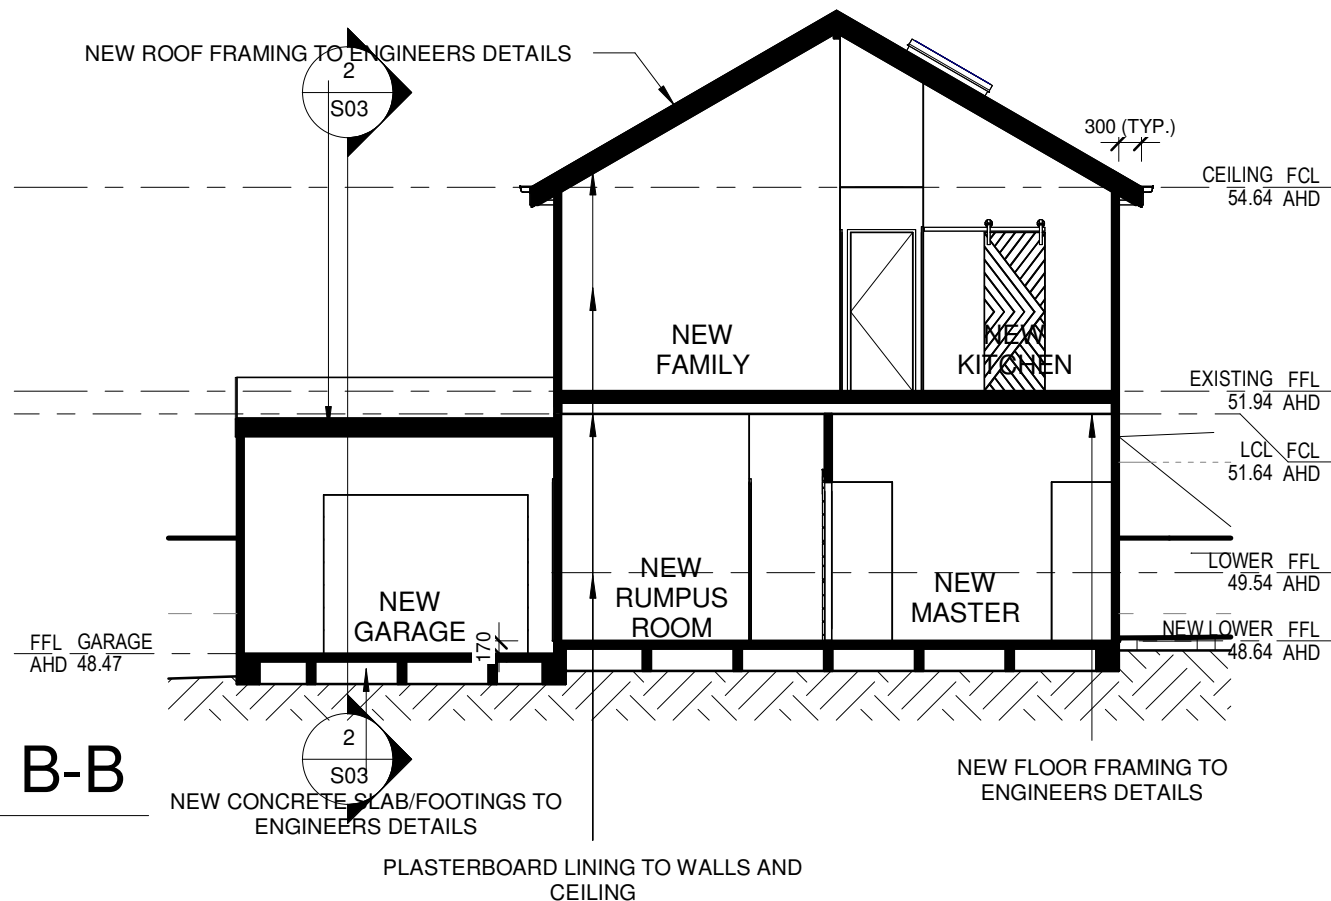 NEW ROOF FRAMING TO ENGINEERS DETAILS
2
S03
300 (TYP.)
CEILING FCL
54.64 AHD
NEW
FAMILY
NEW
KITCHEN
EXISTING FFL
51.94 AHD
LCL FCL
51.64 AHD
LOWER FFL
49.54 AHD
NEW LOWER FFL
48.64 AHD
NEW
GARAGE
170
NEW
RUMPUS
ROOM
NEW
MASTER
FFL GARAGE
AHD 48.47
B-B
2
S03
NEW CONCRETE SLAB/FOOTINGS TO
ENGINEERS DETAILS
NEW FLOOR FRAMING TO
ENGINEERS DETAILS
PLASTERBOARD LINING TO WALLS AND
CEILING